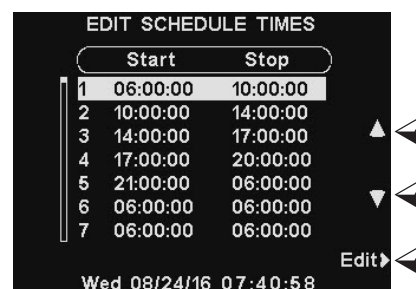 EDIT SCHEDULE TIMES
Start Stop
1 06:00:00 10:00:00
2 10:00:00 14:00:00
3 14:00:00 17:00:00
4 17:00:00 20:00:00
5 21:00:00 06:00:00
6 06:00:00 06:00:00
7 06:00:00 06:00:00
Edit
Wed 08/24/16 07:40:58